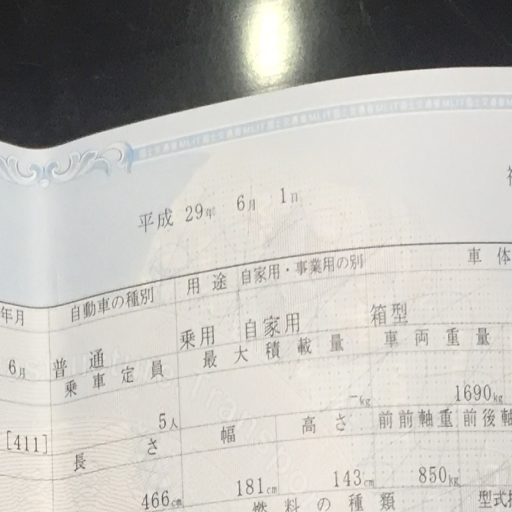 平成 29年 6月 1日
年月 自動車の種別 用途 自家用・事業用の別 車体
6月 普通 乗用 自家用 箱型
乗車定員 最大積載量 車両重量
5人 -kg 1690kg
[411] 長さ 幅 高さ 前前軸重 前後軸
466cm 181cm 143cm 850kg
燃料の種類 型式